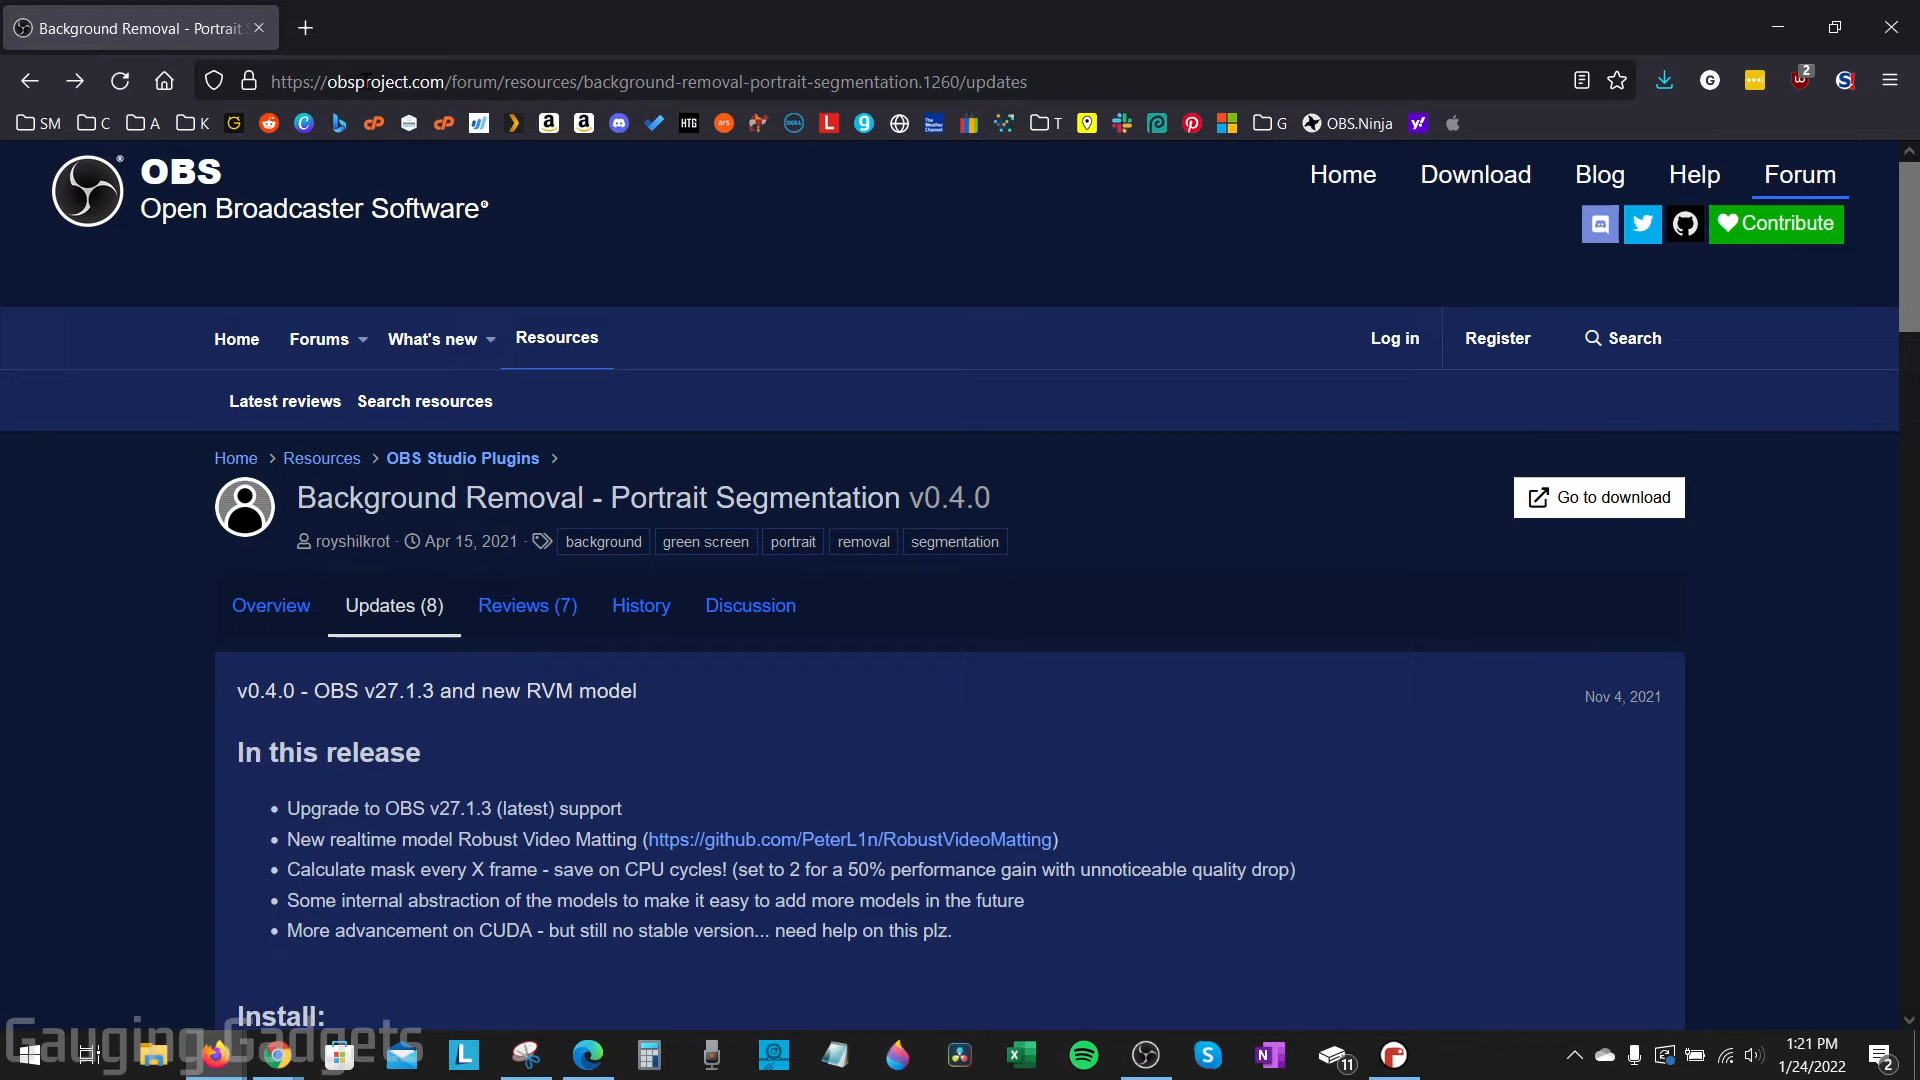 Background Removal - Portrait
https://obsproject.com/forum/resources/background-removal-portrait-segmentation.1260/updates
2
SM
C
A
K
T
G
OBS.Ninja
OBS
Open Broadcaster Software
Home
Download
Blog
Help
Forum
Contribute
Home
Forums
What's new
Resources
Log in
Register
Search
Latest reviews
Search resources
Home > Resources > OBS Studio Plugins >
Background Removal - Portrait Segmentation v0.4.0
Go to download
royshilkrot · Apr 15, 2021 ·
background
green screen
portrait
removal
segmentation
Overview
Updates (8)
Reviews (7)
History
Discussion
v0.4.0 - OBS v27.1.3 and new RVM model
Nov 4, 2021
In this release
• Upgrade to OBS v27.1.3 (latest) support
• New realtime model Robust Video Matting (https://github.com/PeterL1n/RobustVideoMatting)
• Calculate mask every X frame - save on CPU cycles! (set to 2 for a 50% performance gain with unnoticeable quality drop)
• Some internal abstraction of the models to make it easy to add more models in the future
• More advancement on CUDA - but still no stable version... need help on this plz.
Install:
Gauging Gadgets
11
1:21 PM
1/24/2022
2